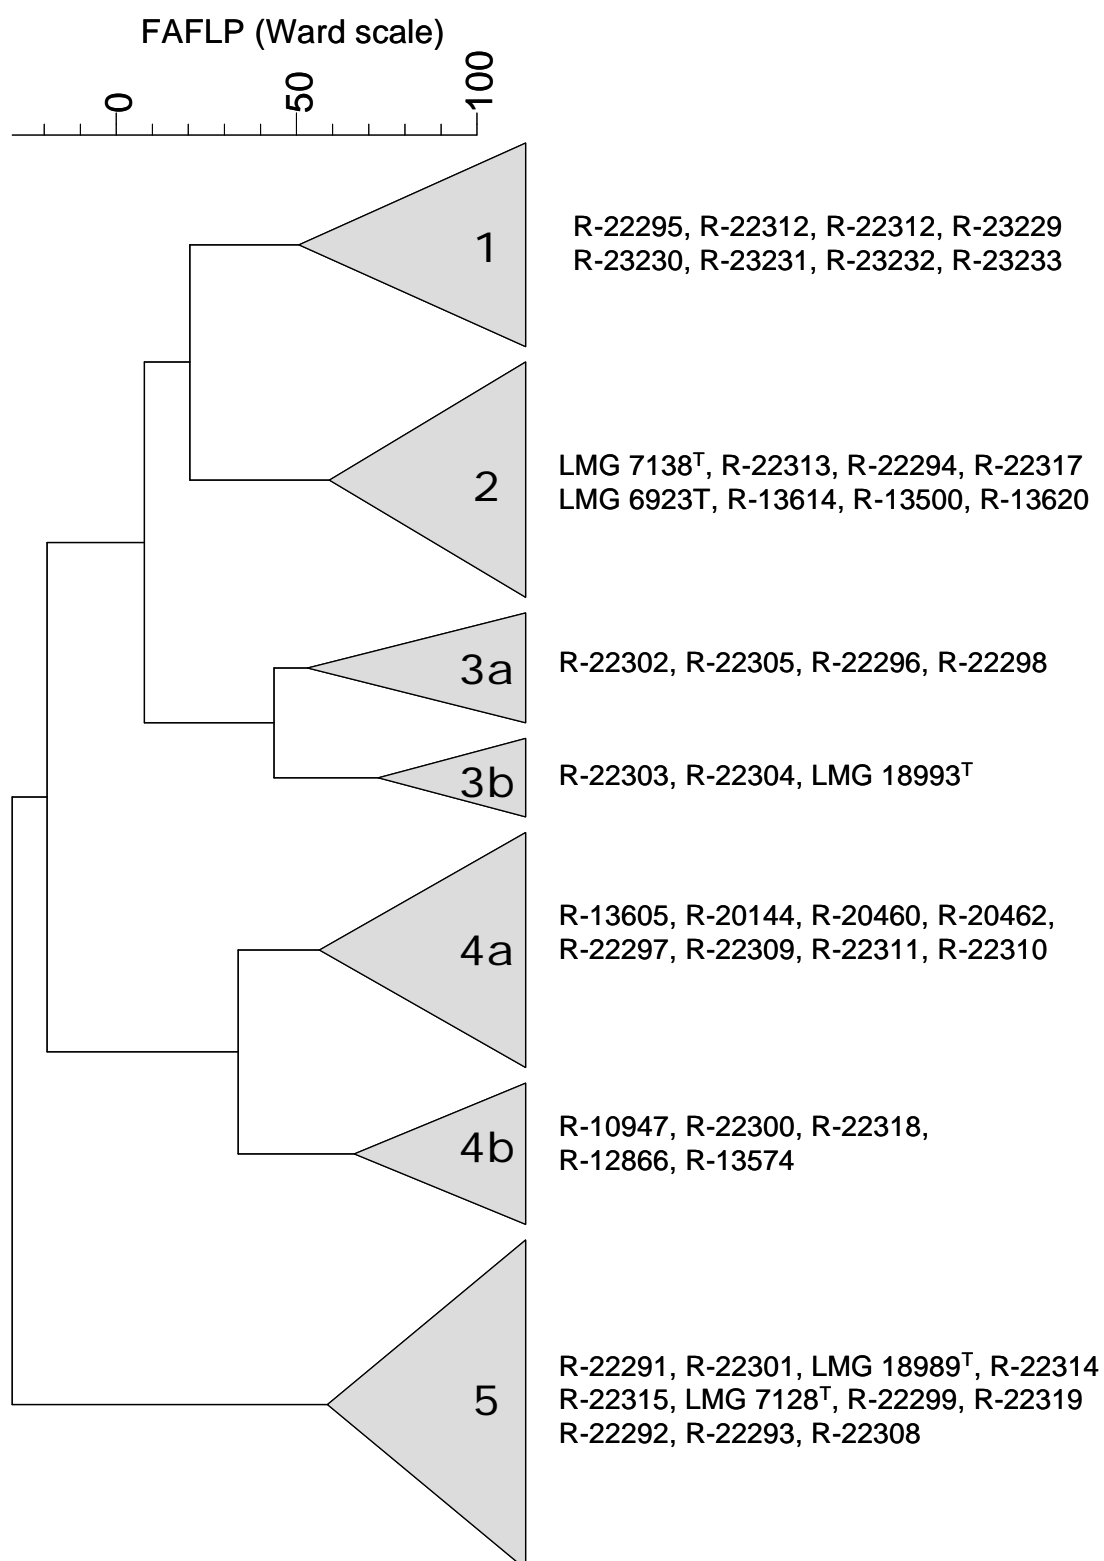 FAFLP (Ward scale)
0 50 100
1
R-22295, R-22312, R-22312, R-23229
R-23230, R-23231, R-23232, R-23233
2
LMG 7138ᵀ, R-22313, R-22294, R-22317
LMG 6923T, R-13614, R-13500, R-13620
3a
R-22302, R-22305, R-22296, R-22298
3b
R-22303, R-22304, LMG 18993ᵀ
4a
R-13605, R-20144, R-20460, R-20462,
R-22297, R-22309, R-22311, R-22310
4b
R-10947, R-22300, R-22318,
R-12866, R-13574
5
R-22291, R-22301, LMG 18989ᵀ, R-22314
R-22315, LMG 7128ᵀ, R-22299, R-22319
R-22292, R-22293, R-22308